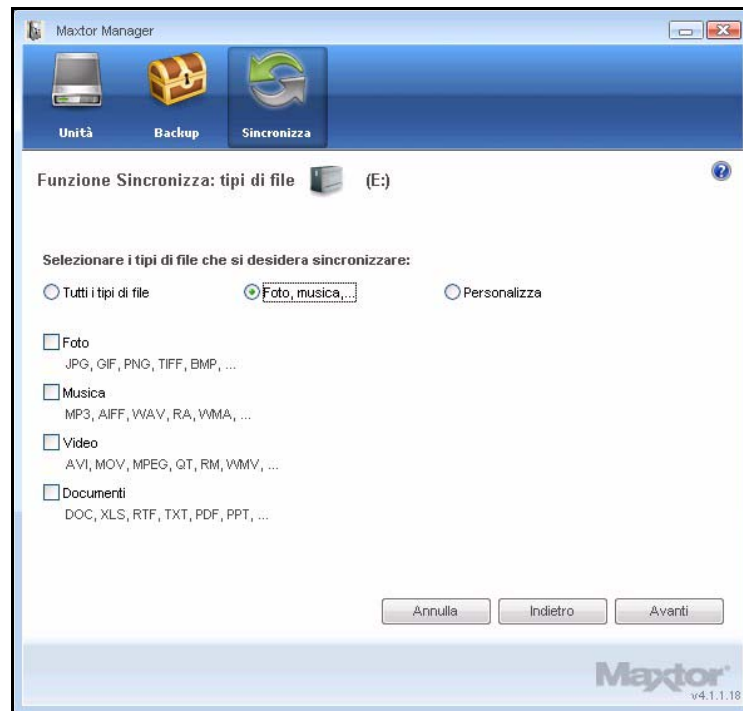 Maxtor Manager
Unità Backup Sincronizza
Funzione Sincronizza: tipi di file (E:)
Selezionare i tipi di file che si desidera sincronizzare:
Tutti i tipi di file Foto, musica,... Personalizza
Foto
JPG, GIF, PNG, TIFF, BMP, ...
Musica
MP3, AIFF, WAV, RA, WMA, ...
Video
AVI, MOV, MPEG, QT, RM, WMV, ...
Documenti
DOC, XLS, RTF, TXT, PDF, PPT, ...
Annulla Indietro Avanti
Maxtor
v4.1.1.18